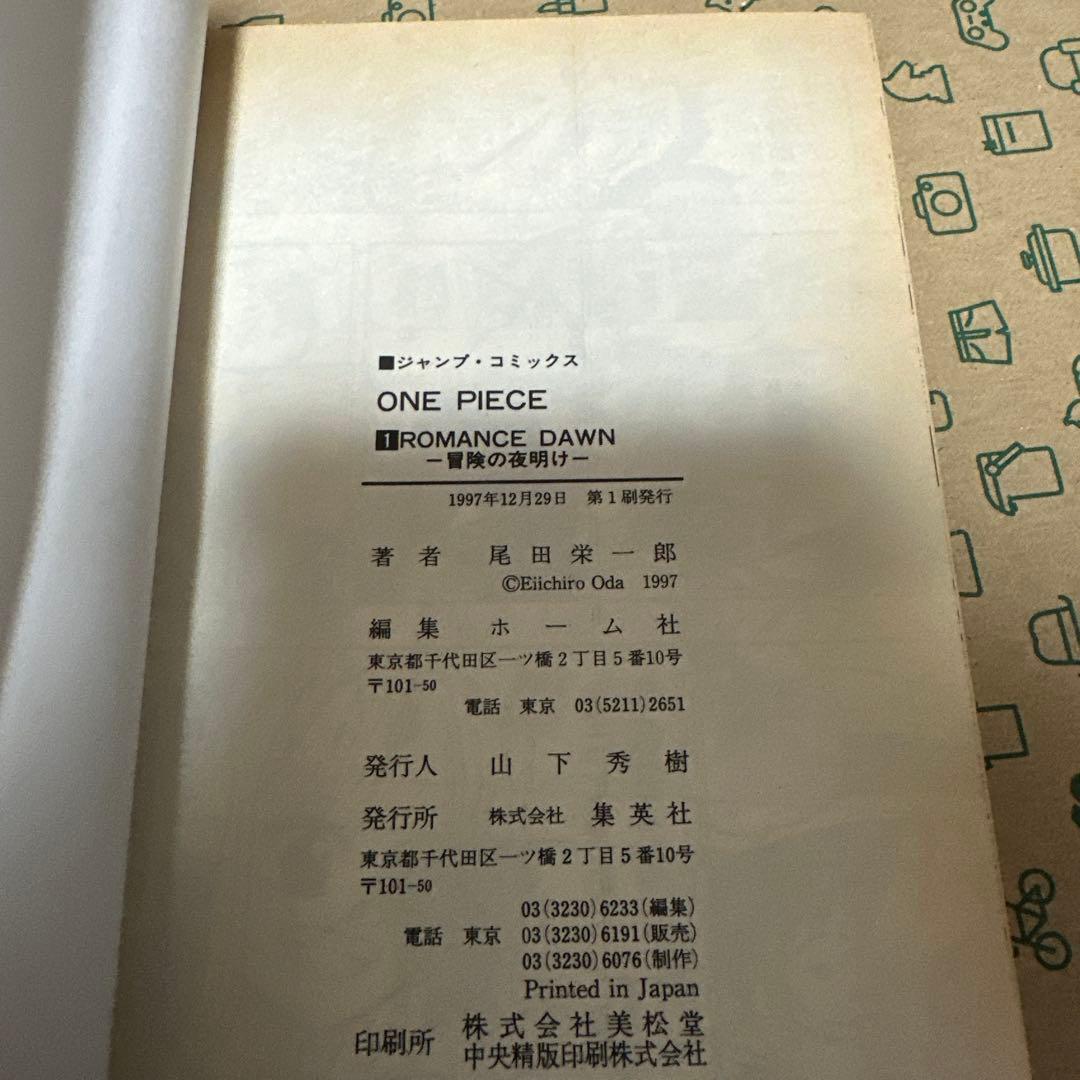 ■ジャンプ・コミックス
ONE PIECE
1 ROMANCE DAWN
―冒険の夜明け―
1997年12月29日 第1刷発行
著者 尾田栄一郎
©Eiichiro Oda 1997
編集 ホーム社
東京都千代田区一ツ橋2丁目5番10号
〒101-50
電話 東京 03(5211)2651
発行人 山下秀樹
発行所 株式会社 集英社
東京都千代田区一ツ橋2丁目5番10号
〒101-50
03(3230)6233(編集)
電話 東京 03(3230)6191(販売)
03(3230)6076(制作)
Printed in Japan
印刷所 株式会社美松堂
中央精版印刷株式会社